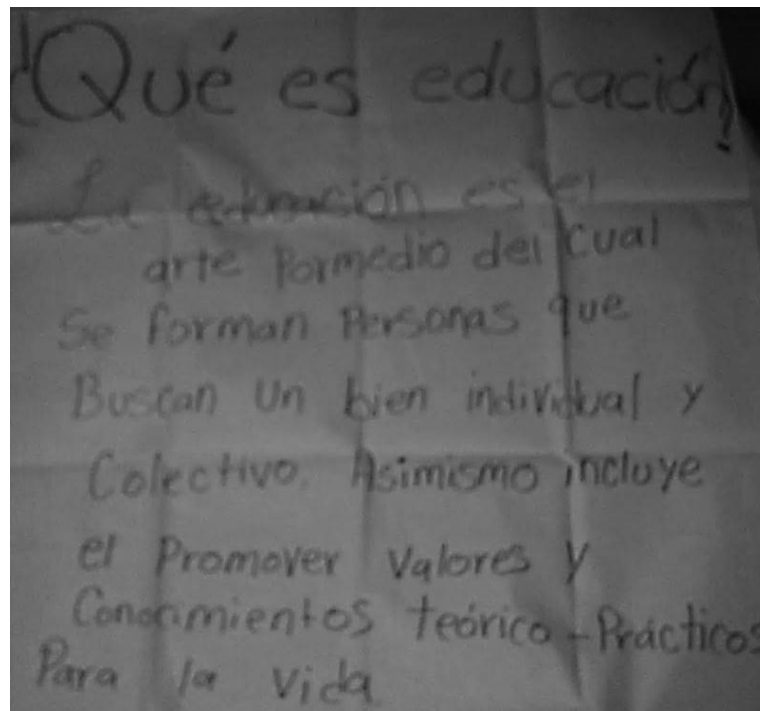 ¿Qué es educación?
La educación es el
arte Pormedio del cual
Se forman Personas que
Buscan un bien individual y
Colectivo. Asimismo incluye
el Promover Valores y
Conocimientos teórico-Prácticos
Para la vida